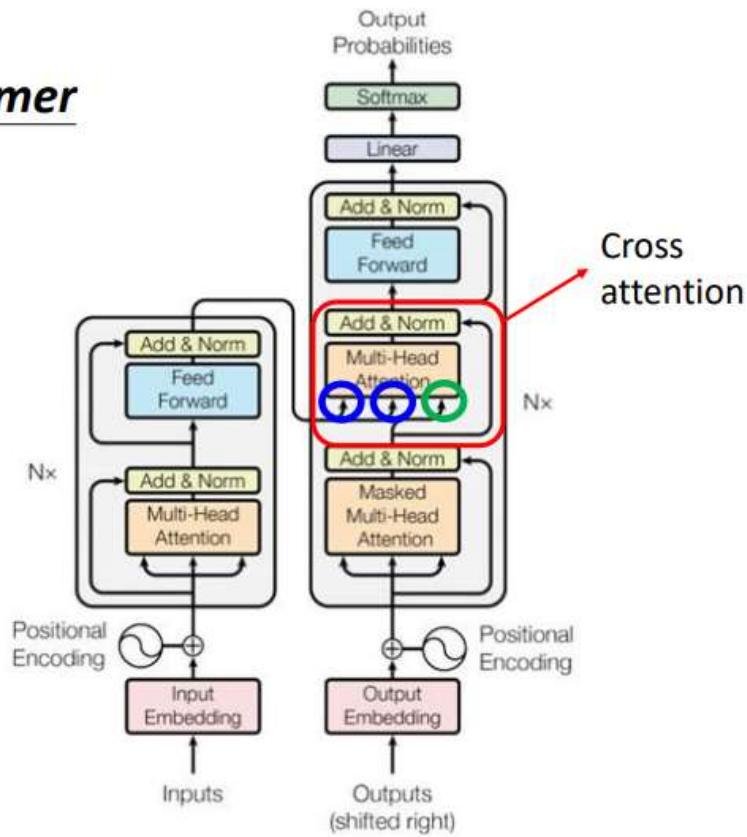 mer
Output
Probabilities
Softmax
Linear
Add & Norm
Feed
Forward
Add & Norm
Multi-Head
Attention
Cross
attention
Nx
Add & Norm
Masked
Multi-Head
Attention
Add & Norm
Feed
Forward
Nx
Add & Norm
Multi-Head
Attention
Positional
Encoding
Positional
Encoding
Input
Embedding
Output
Embedding
Inputs
Outputs
(shifted right)